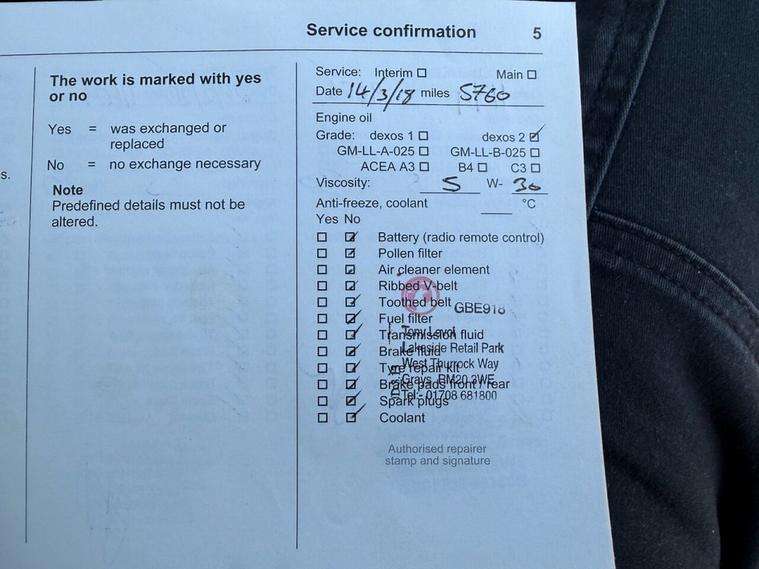 Service confirmation 5
s.
The work is marked with yes
or no
Yes = was exchanged or
replaced
No = no exchange necessary
Note
Predefined details must not be
altered.
Service: Interim ☐ Main ☐
Date 14/3/18 miles 5760
Engine oil
Grade: dexos 1 ☐ dexos 2 ☑
GM-LL-A-025 ☐ GM-LL-B-025 ☐
ACEA A3 ☐ B4 ☐ C3 ☐
Viscosity: 5 W- 30
Anti-freeze, coolant °C
Yes No
☐ ☑ Battery (radio remote control)
☐ ☑ Pollen filter
☐ ☑ Air cleaner element
☐ ☑ Ribbed V-belt
☐ ☑ Toothed belt
GBE918
☐ ☑ Fuel filter
☐ ☑ Transmission fluid
Tony Levoi
☐ ☑ Brake fluid
Lakeside Retail Park
☐ ☑ Tyre repair kit
West Thurrock Way
☐ ☑ Brake pads front / rear
Grays, RM20 3WE
☐ ☑ Spark plugs
Tel:- 01708 681800
☐ ☑ Coolant
Authorised repairer
stamp and signature